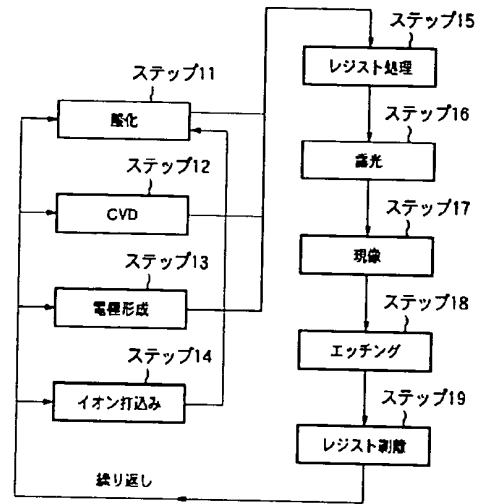 ステップ11
酸化
ステップ12
CVD
ステップ13
電極形成
ステップ14
イオン打込み
繰り返し
ステップ15
レジスト処理
ステップ16
露光
ステップ17
現像
ステップ18
エッチング
ステップ19
レジスト剥離